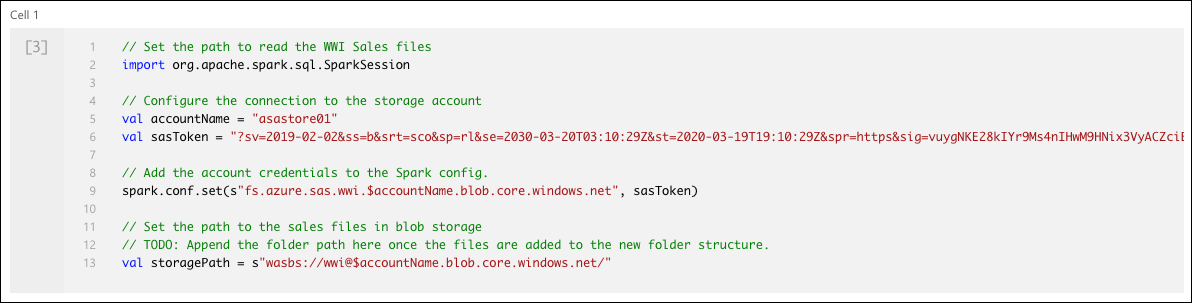 Cell 1
[3]
1 // Set the path to read the WWI Sales files
2 import org.apache.spark.sql.SparkSession
3
4 // Configure the connection to the storage account
5 val accountName = "asastore01"
6 val sasToken = "?sv=2019-02-02&ss=b&srt=sco&sp=rl&se=2030-03-20T03:10:29Z&st=2020-03-19T19:10:29Z&spr=https&sig=vuygNKE28kIYr9Ms4nIHwM9HNix3VyACZciE
7
8 // Add the account credentials to the Spark config.
9 spark.conf.set(s"fs.azure.sas.wwi.$accountName.blob.core.windows.net", sasToken)
10
11 // Set the path to the sales files in blob storage
12 // TODO: Append the folder path here once the files are added to the new folder structure.
13 val storagePath = s"wasbs://wwi@$accountName.blob.core.windows.net/"